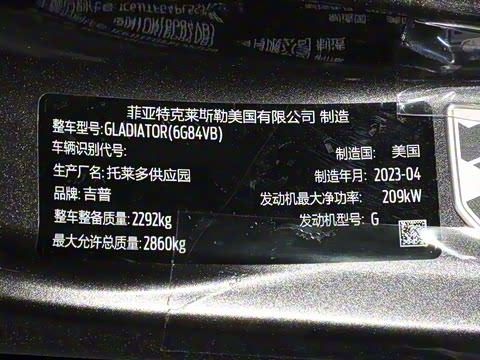 菲亚特克莱斯勒美国有限公司 制造
整车型号:GLADIATOR(6G84VB)
车辆识别代号:
制造国: 美国
生产厂名: 托莱多供应园
制造年月: 2023-04
品牌: 吉普
发动机最大净功率: 209kW
整车整备质量: 2292kg
发动机型号: G
最大允许总质量: 2860kg